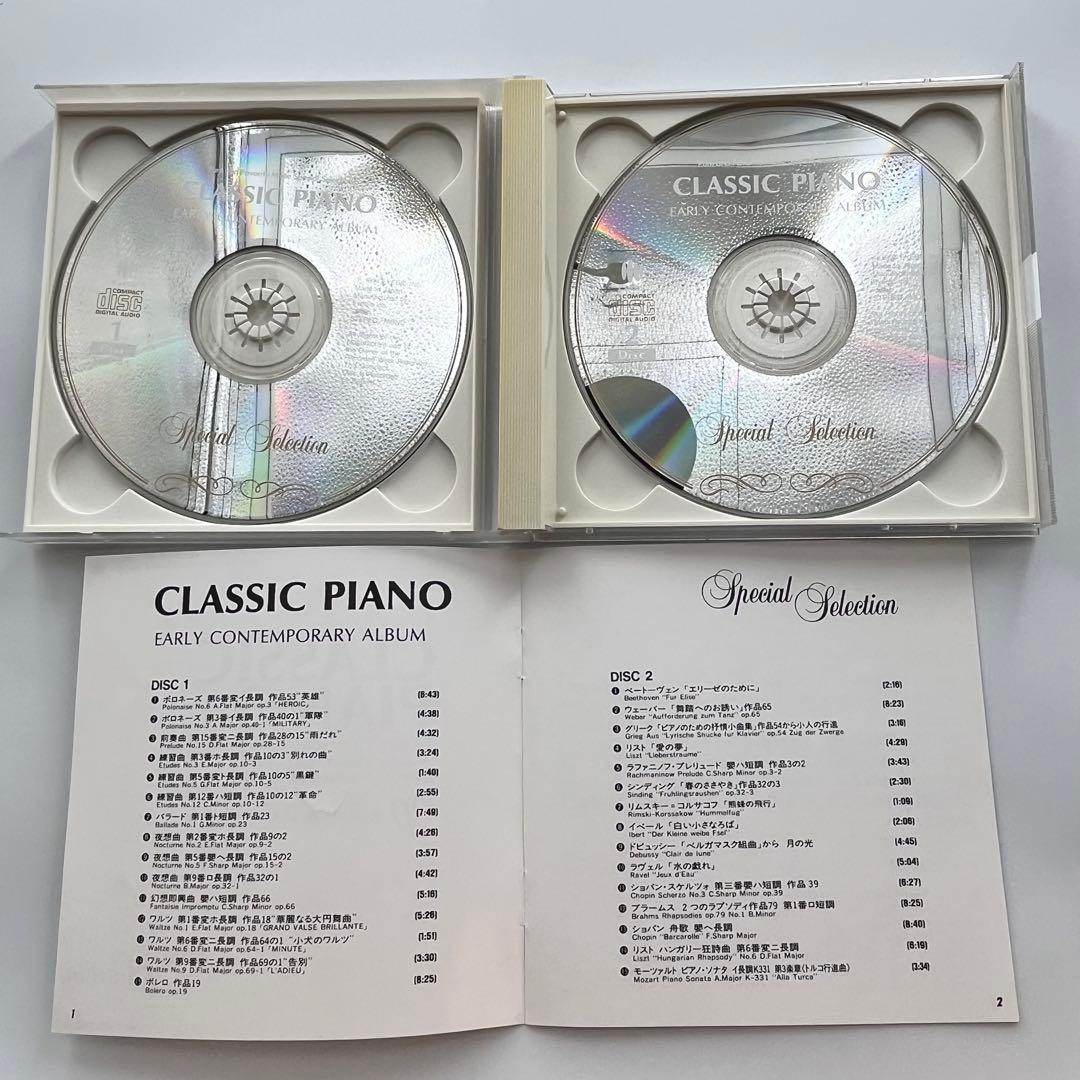 CLASSIC PIANO
EARLY CONTEMPORARY ALBUM
COMPACT
disc
DIGITAL AUDIO
1
Special Selection
CLASSIC PIANO
EARLY CONTEMPORARY ALBUM
COMPACT
disc
DIGITAL AUDIO
2
Disc
Special Selection
CLASSIC PIANO
EARLY CONTEMPORARY ALBUM
DISC 1
❶ ポロネーズ 第6番変イ長調 作品53"英雄" (6:43)
Polonaise No.6 A.Flat Major op.3「HEROIC」
❷ ポロネーズ 第3番イ長調 作品40の1"軍隊" (4:38)
Polonaise No.3 A Major op.40-1「MILITARY」
❸ 前奏曲 第15番変ニ長調 作品28の15"雨だれ" (4:32)
Prelude No.15 D.Flat Major op.28-15
❹ 練習曲 第3番ホ長調 作品10の3"別れの曲" (3:24)
Etudes No.3 E.Major op.10-3
❺ 練習曲 第5番変ト長調 作品10の5"黒鍵" (1:40)
Etudes No.5 G.Flat Major op.10-5
❻ 練習曲 第12番ハ短調 作品10の12"革命" (2:55)
Etudes No.12 C.Minor op.10-12
❼ バラード 第1番ト短調 作品23 (7:49)
Ballade No.1 G.Minor op.23
❽ 夜想曲 第2番変ホ長調 作品9の2 (4:26)
Nocturne No.2 E.Flat Major op.9-2
❾ 夜想曲 第5番嬰ヘ長調 作品15の2 (3:57)
Nocturne No.5 F.Sharp Major op.15-2
❿ 夜想曲 第9番ロ長調 作品32の1 (4:42)
Nocturne B.Major op.32-1
⓫ 幻想即興曲 嬰ハ短調 作品66 (5:16)
Fantaisie Impromptu C.Sharp Minor op.66
⓬ ワルツ 第1番変ホ長調 作品18"華麗なる大円舞曲" (5:26)
Waltze No.1 E.Flat Major op.18「GRAND VALSE BRILLANTE」
⓭ ワルツ 第6番変ニ長調 作品64の1 "小犬のワルツ" (1:51)
Waltze No.6 D.Flat Major op.64-1「MINUTE」
⓮ ワルツ 第9番変ニ長調 作品69の1"告別" (3:30)
Waltze No.9 D.Flat Major op.69-1「L'ADIEU」
⓯ ボレロ 作品19 (8:25)
Bolero op.19
1
Special Selection
DISC 2
❶ ベートーヴェン「エリーゼのために」 (2:16)
Beethoven "Fur Elise"
❷ ウェーバー「舞踏へのお誘い」作品65 (8:23)
Weber "Aufforderung zum Tanz" op.65
❸ グリーク「ピアノのための抒情小曲集」作品54から小人の行進 (3:16)
Grieg Aus "Lyrische Shucke fur Klavier" op.54 Zug der Zwerge
❹ リスト「愛の夢」 (4:29)
Liszt "Lieberstraume"
❺ ラファニノフ・プレリュード 嬰ハ短調 作品3の2 (3:43)
Rachmaninow Prelude C.Sharp Minor op.3-2
❻ シンディング「春のささやき」作品32の3 (2:30)
Sinding "Fruhlingsraushen" op.32-3
❼ リムスキー=コルサコフ「熊蜂の飛行」 (1:09)
Rimski-Korssakow "Hummelfug"
❽ イベール「白い小さなろば」 (2:06)
Ibert "Der Kleine weibe Fsel"
❾ ドビュッシー「ベルガマスク組曲」から 月の光 (4:45)
Debussy "Clair da lune"
❿ ラヴェル「水の戯れ」 (5:04)
Ravel "Jeux d'Eau"
⓫ ショパン・スケルツォ 第三番嬰ハ短調 作品39 (6:27)
Chopin Scherzo No.3 C.Sharp Minor op.39
⓬ ブラームス 2つのラプソディ作品79 第1番ロ短調 (8:25)
Brahms Rhapsodies op.79 No.1 B.Minor
⓭ ショパン 舟歌 嬰ヘ長調 (8:40)
Chopin "Barcarolle" F.Sharp Major
⓮ リスト ハンガリー狂詩曲 第6番変ニ長調 (6:19)
Liszt "Hungarian Rhapsody" No.6 D.Flat Major
⓯ モーツァルト ピアノ・ソナタ イ長調K331 第3楽章(トルコ行進曲) (3:34)
Mozart Piano Sonata A.Major K-331 "Alla Turca"
2